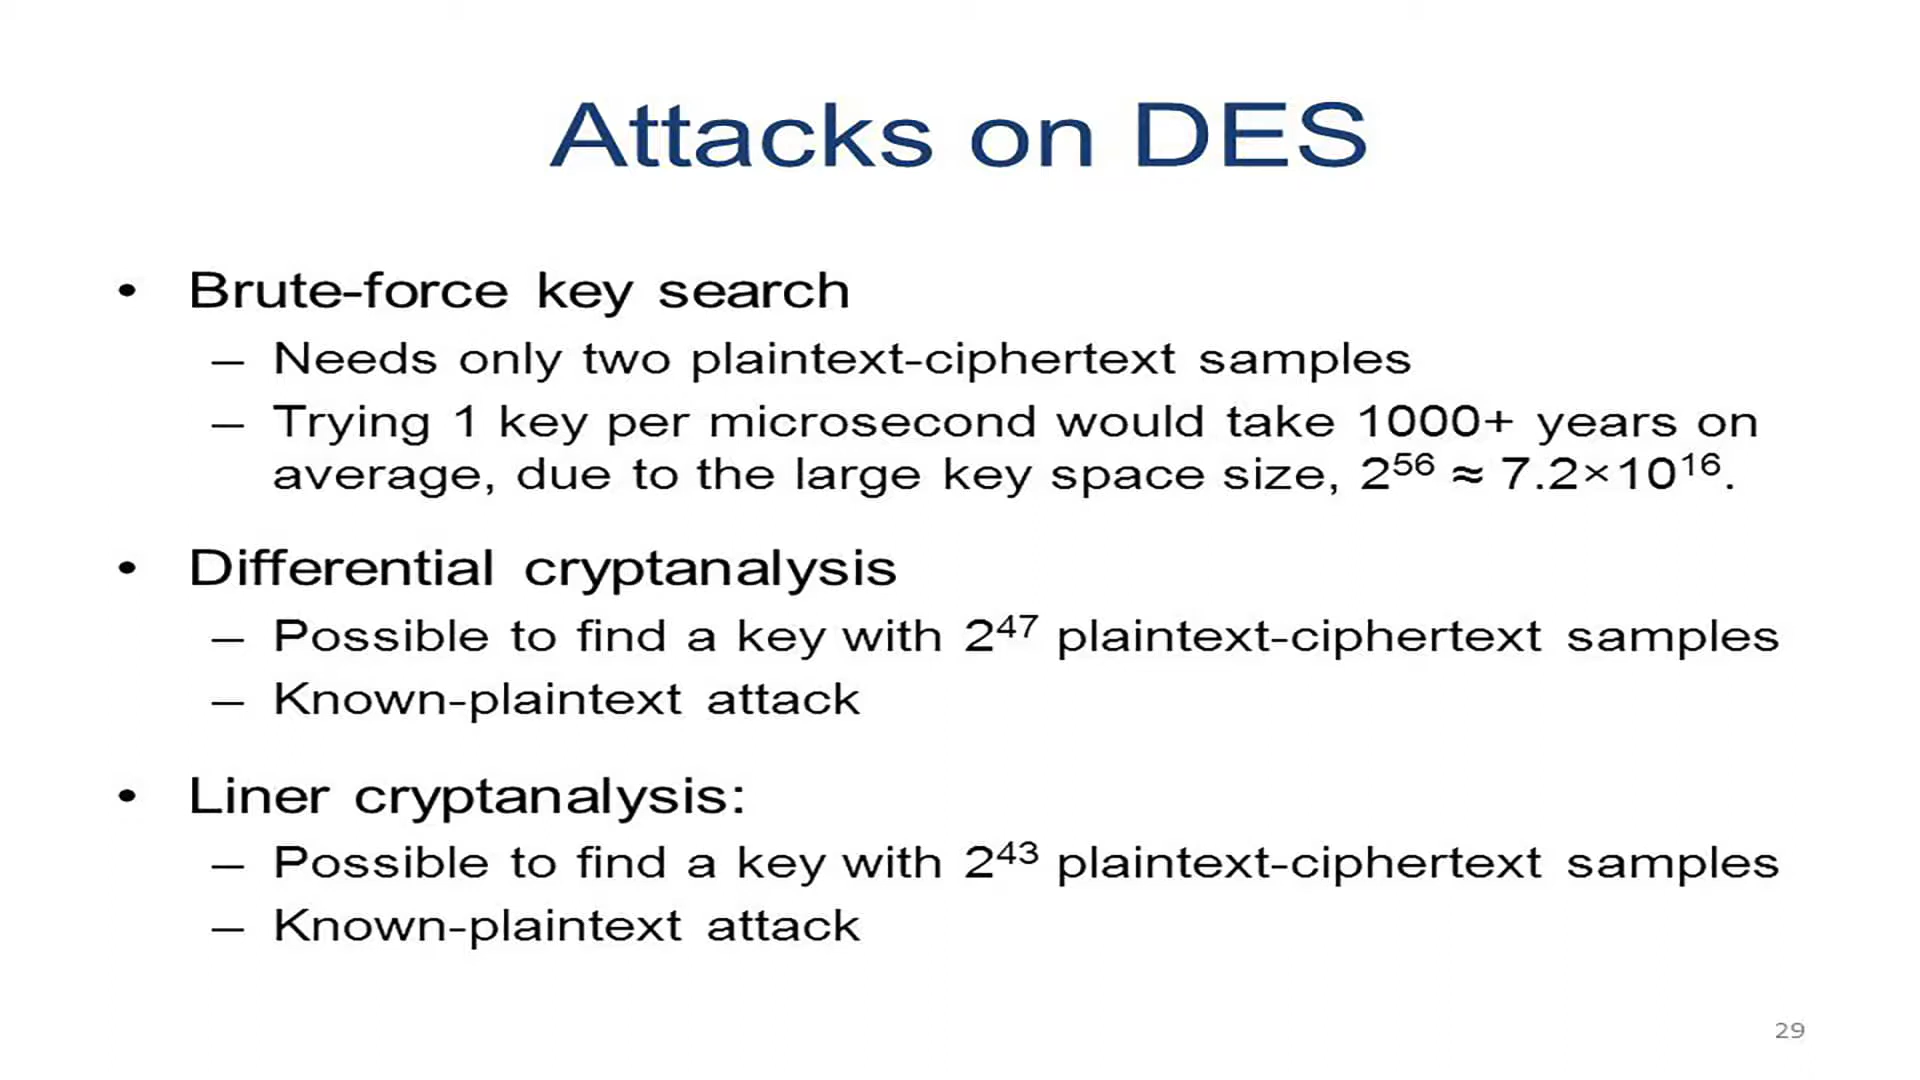 Attacks on DES
• Brute-force key search
– Needs only two plaintext-ciphertext samples
– Trying 1 key per microsecond would take 1000+ years on
average, due to the large key space size, 2⁵⁶ ≈ 7.2×10¹⁶.
• Differential cryptanalysis
– Possible to find a key with 2⁴⁷ plaintext-ciphertext samples
– Known-plaintext attack
• Liner cryptanalysis:
– Possible to find a key with 2⁴³ plaintext-ciphertext samples
– Known-plaintext attack
29